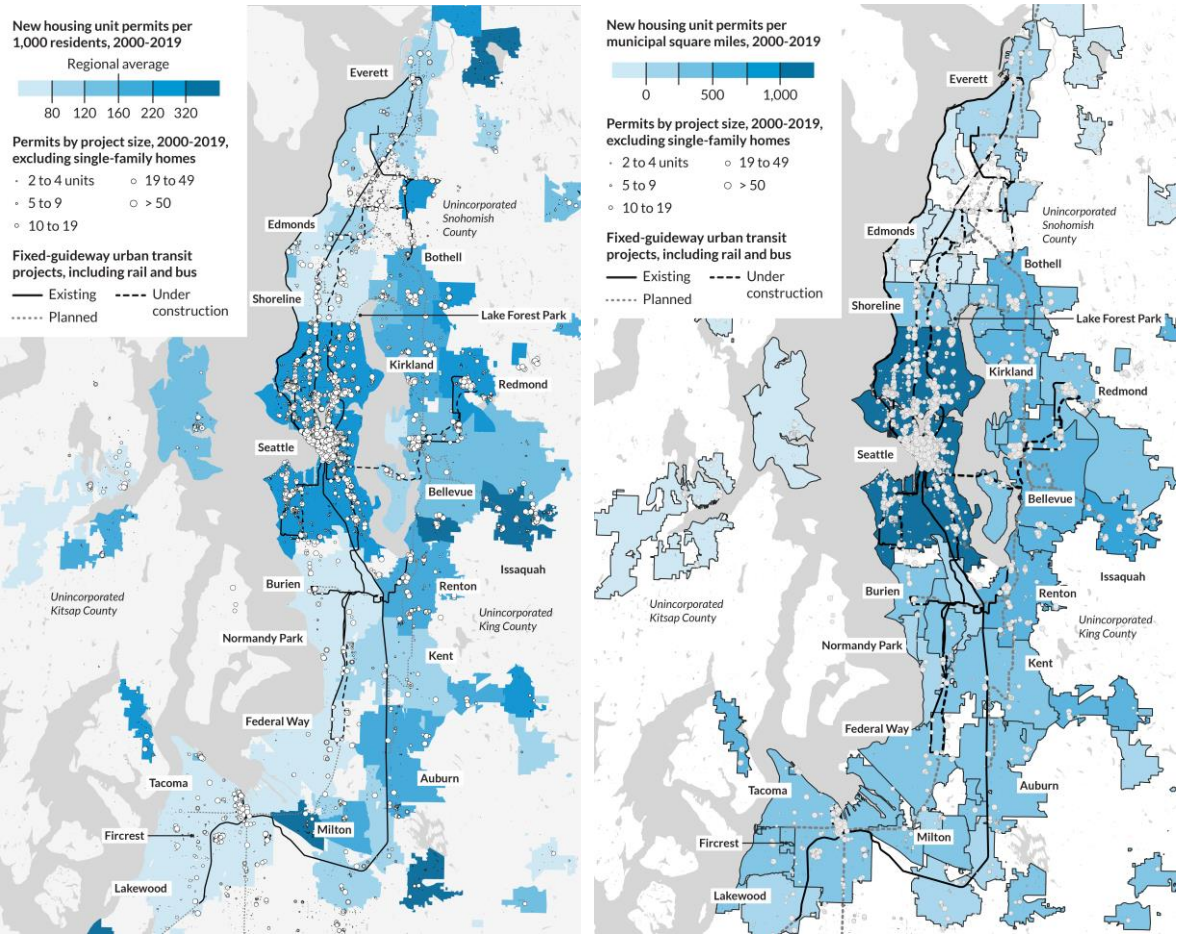 New housing unit permits per
1,000 residents, 2000-2019
Regional average
80 120 160 220 320
Permits by project size, 2000-2019,
excluding single-family homes
2 to 4 units
19 to 49
5 to 9
> 50
10 to 19
Fixed-guideway urban transit
projects, including rail and bus
Existing
Under
construction
Planned
Everett
Unincorporated
Snohomish
County
Edmonds
Bothell
Shoreline
Lake Forest Park
Kirkland
Redmond
Seattle
Bellevue
Issaquah
Burien
Renton
Unincorporated
Kitsap County
Unincorporated
King County
Normandy Park
Kent
Federal Way
Tacoma
Auburn
Milton
Fircrest
Lakewood
New housing unit permits per
municipal square miles, 2000-2019
0 500 1,000
Permits by project size, 2000-2019,
excluding single-family homes
2 to 4 units
19 to 49
5 to 9
> 50
10 to 19
Fixed-guideway urban transit
projects, including rail and bus
Existing
Under
construction
Planned
Everett
Unincorporated
Snohomish
County
Edmonds
Bothell
Shoreline
Lake Forest Park
Kirkland
Redmond
Seattle
Bellevue
Issaquah
Burien
Renton
Unincorporated
Kitsap County
Unincorporated
King County
Normandy Park
Kent
Federal Way
Tacoma
Auburn
Milton
Fircrest
Lakewood